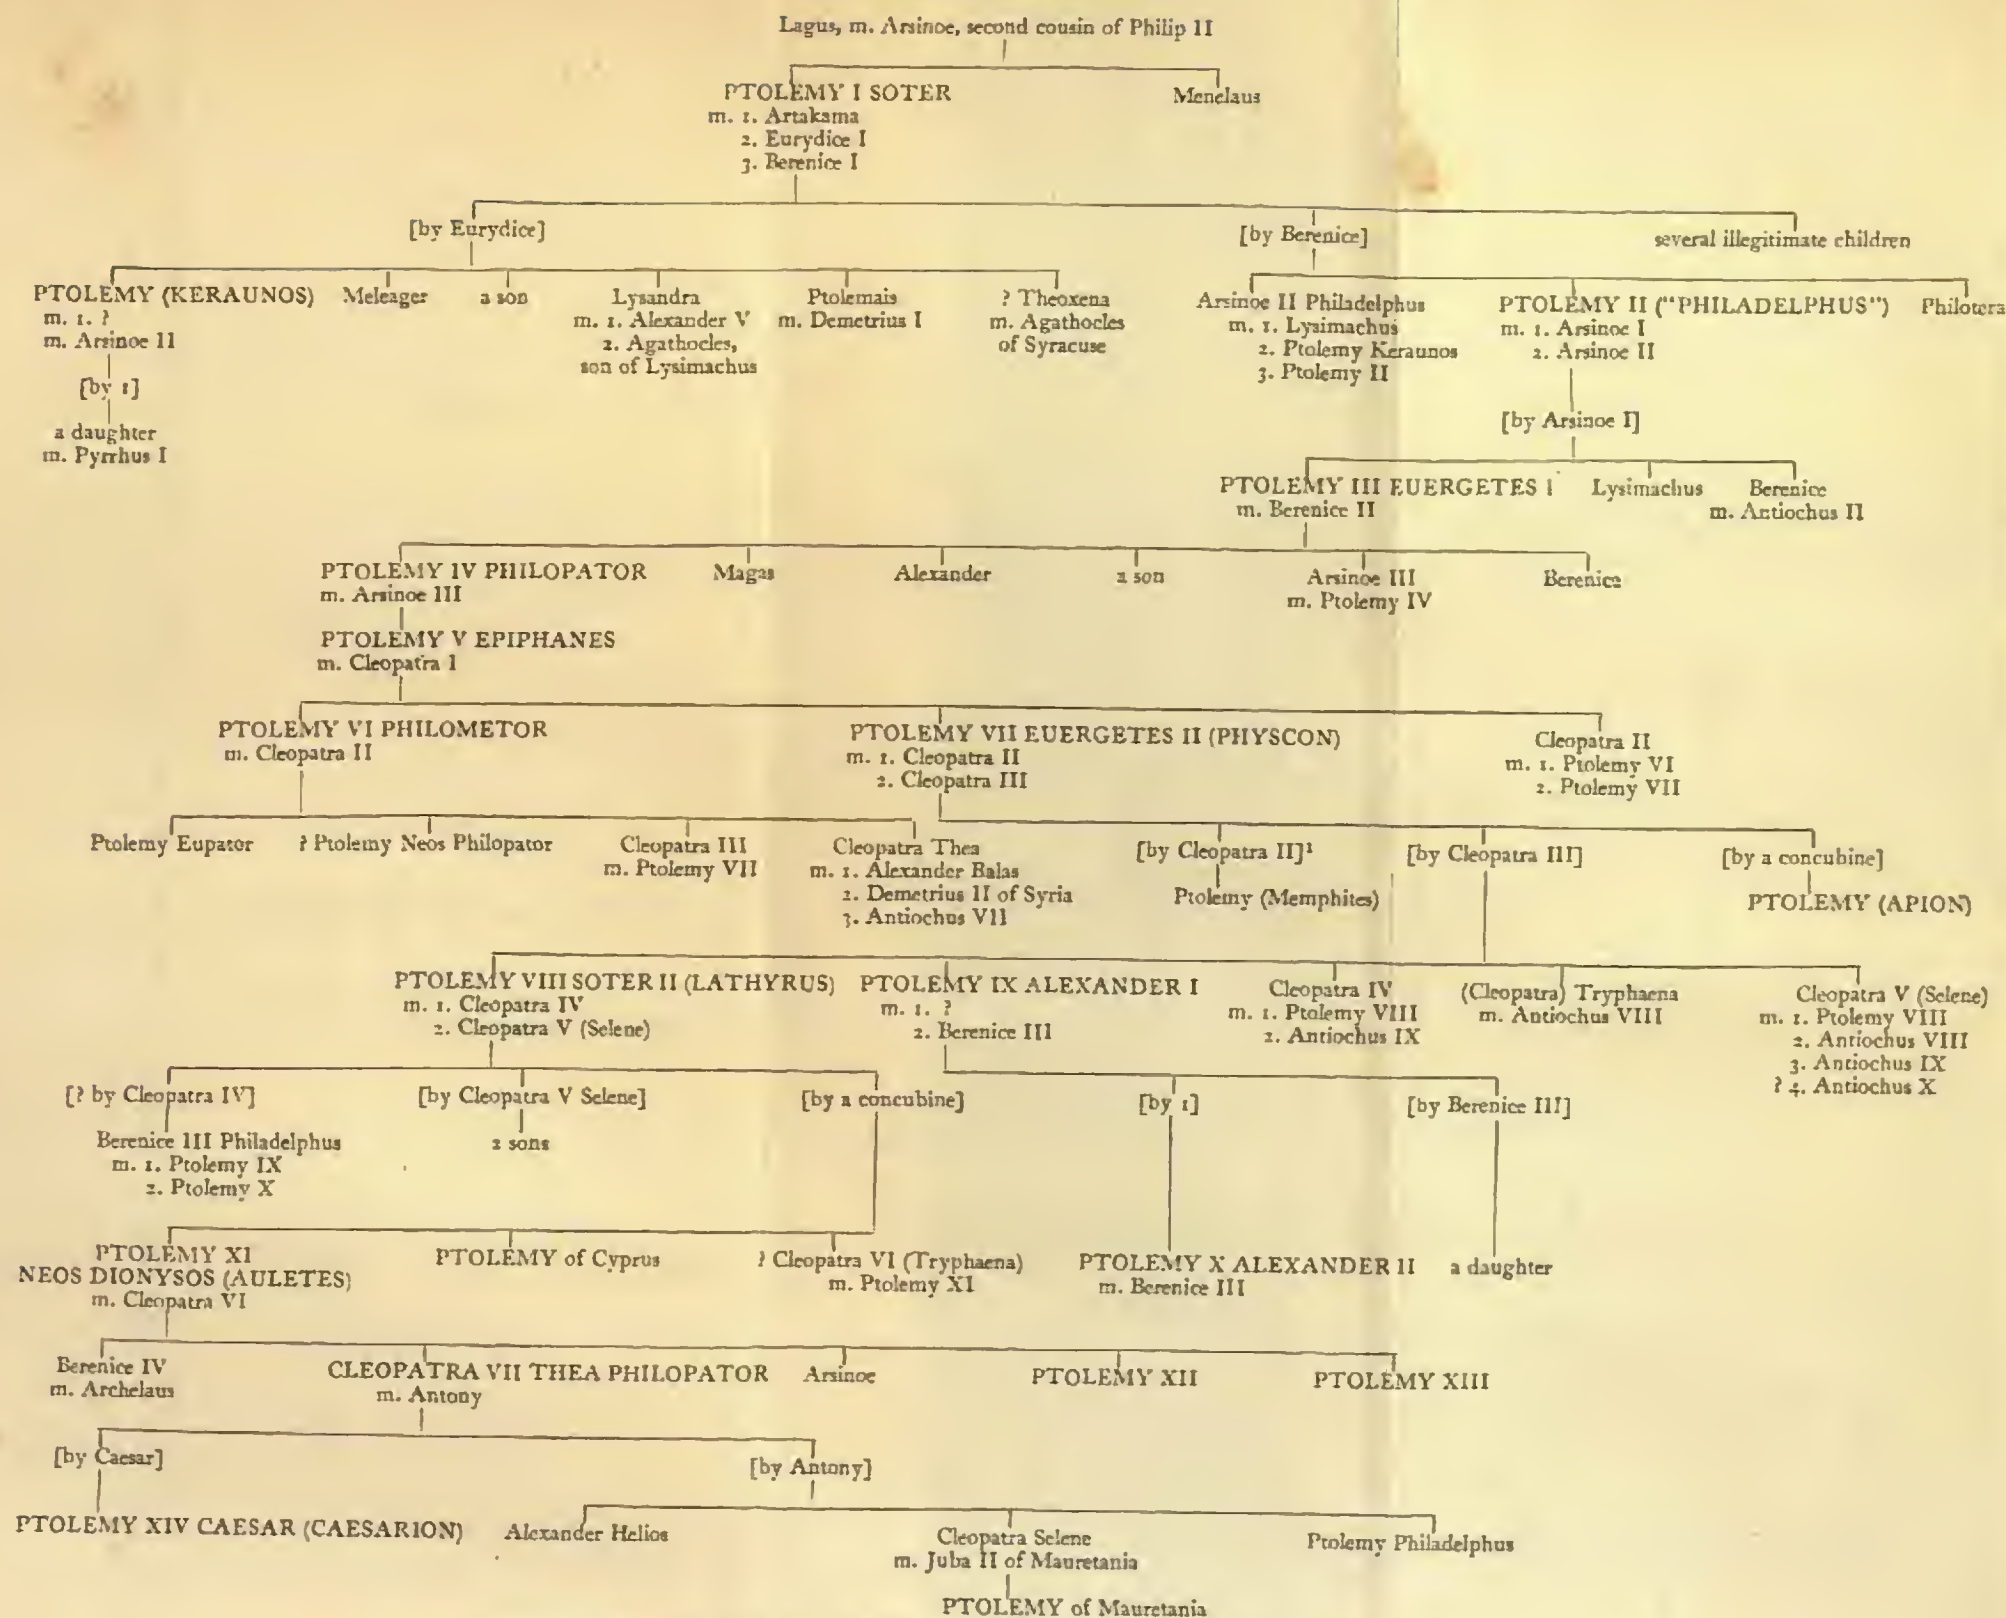 Lagus, m. Arsinoe, second cousin of Philip II
PTOLEMY I SOTER
m. 1. Artakama
2. Eurydice I
3. Berenice I
Menelaus
[by Eurydice]
[by Berenice]
several illegitimate children
PTOLEMY (KERAUNOS)
m. 1. ?
m. Arsinoe II
[by 1]
a daughter
m. Pyrrhus I
Meleager
a son
Lysandra
m. 1. Alexander V
2. Agathocles,
son of Lysimachus
Ptolemais
m. Demetrius I
? Theoxena
m. Agathocles
of Syracuse
Arsinoe II Philadelphus
m. 1. Lysimachus
2. Ptolemy Keraunos
3. Ptolemy II
PTOLEMY II ("PHILADELPHUS")
m. 1. Arsinoe I
2. Arsinoe II
Philotera
[by Arsinoe I]
PTOLEMY III EUERGETES I
m. Berenice II
Lysimachus
Berenice
m. Antiochus II
PTOLEMY IV PHILOPATOR
m. Arsinoe III
Magas
Alexander
a son
Arsinoe III
m. Ptolemy IV
Berenice
PTOLEMY V EPIPHANES
m. Cleopatra I
PTOLEMY VI PHILOMETOR
m. Cleopatra II
PTOLEMY VII EUERGETES II (PHYSCON)
m. 1. Cleopatra II
2. Cleopatra III
Cleopatra II
m. 1. Ptolemy VI
2. Ptolemy VII
Ptolemy Eupator
? Ptolemy Neos Philopator
Cleopatra III
m. Ptolemy VII
Cleopatra Thea
m. 1. Alexander Balas
2. Demetrius II of Syria
3. Antiochus VII
[by Cleopatra II]¹
Ptolemy (Memphites)
[by Cleopatra III]
[by a concubine]
PTOLEMY (APION)
PTOLEMY VIII SOTER II (LATHYRUS)
m. 1. Cleopatra IV
2. Cleopatra V (Selene)
PTOLEMY IX ALEXANDER I
m. 1. ?
2. Berenice III
Cleopatra IV
m. 1. Ptolemy VIII
2. Antiochus IX
(Cleopatra) Tryphaena
m. Antiochus VIII
Cleopatra V (Selene)
m. 1. Ptolemy VIII
2. Antiochus VIII
3. Antiochus IX
? 4. Antiochus X
[? by Cleopatra IV]
Berenice III Philadelphus
m. 1. Ptolemy IX
2. Ptolemy X
[by Cleopatra V Selene]
2 sons
[by a concubine]
[by 1]
[by Berenice III]
PTOLEMY XI
NEOS DIONYSOS (AULETES)
m. Cleopatra VI
PTOLEMY of Cyprus
? Cleopatra VI (Tryphaena)
m. Ptolemy XI
PTOLEMY X ALEXANDER II
m. Berenice III
a daughter
Berenice IV
m. Archelaus
CLEOPATRA VII THEA PHILOPATOR
m. Antony
Arsinoe
PTOLEMY XII
PTOLEMY XIII
[by Caesar]
[by Antony]
PTOLEMY XIV CAESAR (CAESARION)
Alexander Helios
Cleopatra Selene
m. Juba II of Mauretania
Ptolemy Philadelphus
PTOLEMY of Mauretania